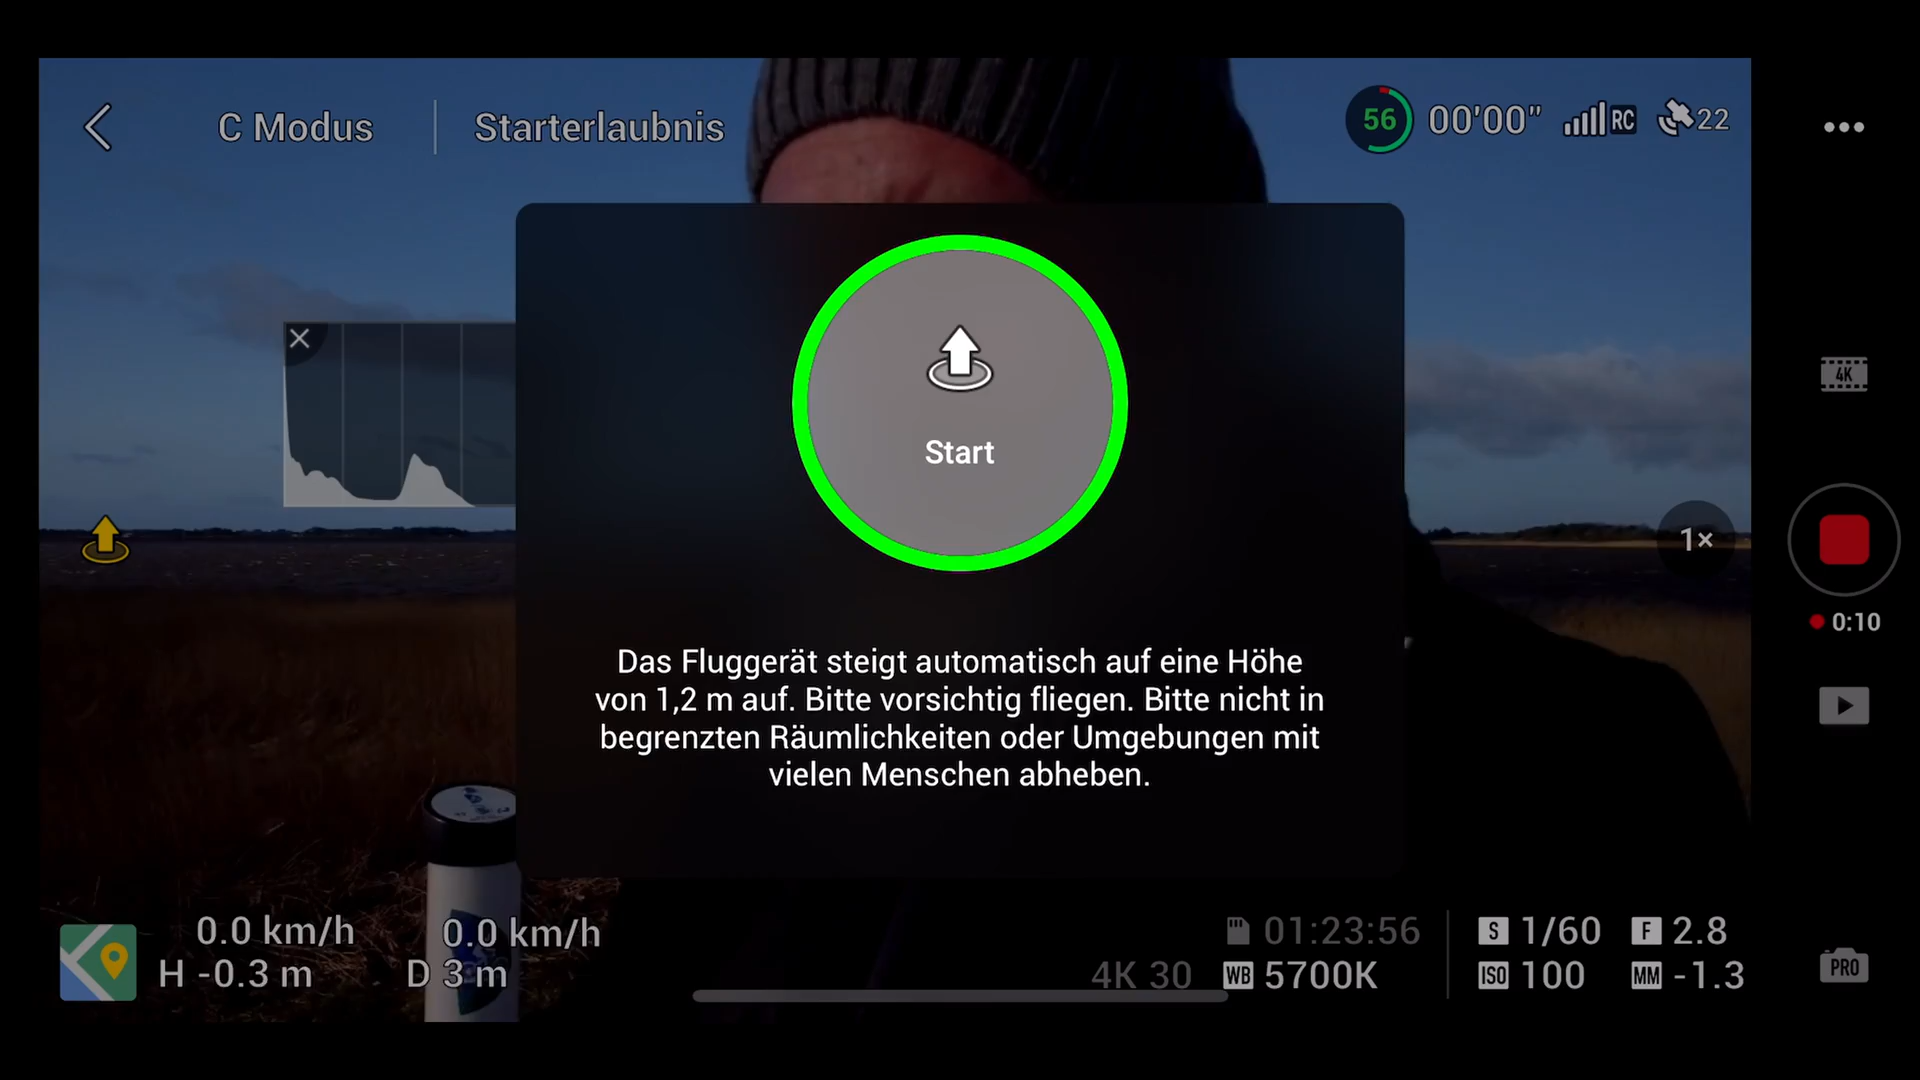 C Modus
Starterlaubnis
56
00'00"
RC
22
4K
Start
1×
0:10
Das Fluggerät steigt automatisch auf eine Höhe
von 1,2 m auf. Bitte vorsichtig fliegen. Bitte nicht in
begrenzten Räumlichkeiten oder Umgebungen mit
vielen Menschen abheben.
0.0 km/h
0.0 km/h
01:23:56
S 1/60
F 2.8
H -0.3 m
D 3 m
4K 30
WB 5700K
ISO 100
MM -1.3
PRO